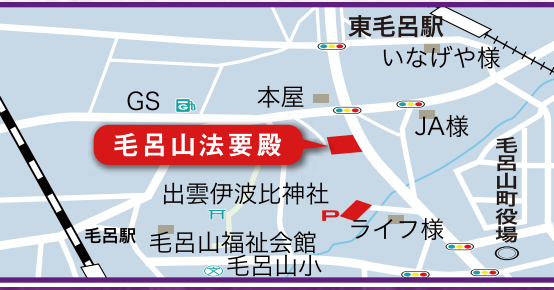 東毛呂駅
いなげや様
GS
本屋
JA様
毛呂山法要殿
毛呂山町役場
出雲伊波比神社
P
ライフ様
毛呂駅
毛呂山福祉会館
毛呂山小